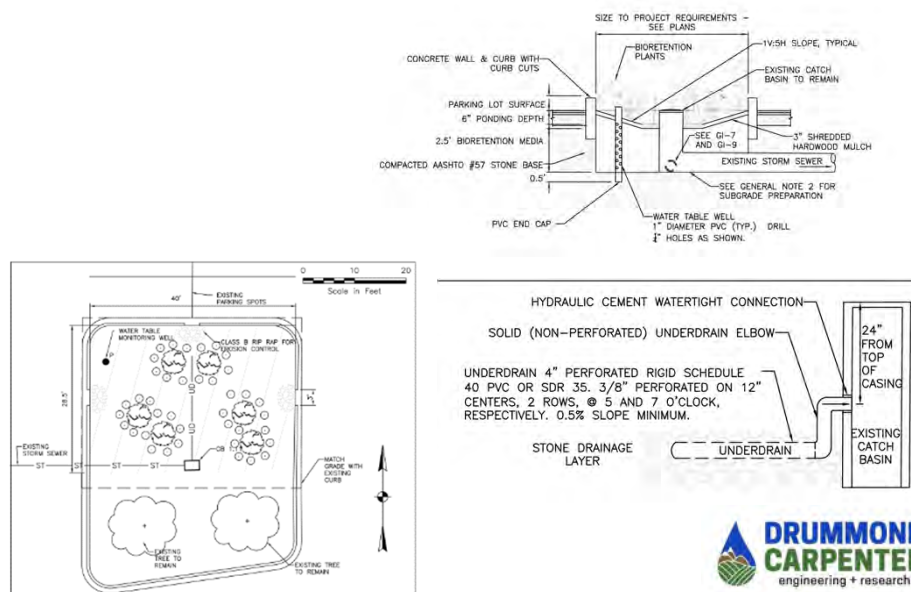 SIZE TO PROJECT REQUIREMENTS –
SEE PLANS
BIORETENTION
PLANTS
1V:5H SLOPE, TYPICAL
CONCRETE WALL & CURB WITH
CURB CUTS
EXISTING CATCH
BASIN TO REMAIN
PARKING LOT SURFACE
6" PONDING DEPTH
2.5' BIORETENTION MEDIA
SEE GI-7
AND GI-9
3" SHREDDED
HARDWOOD MULCH
COMPACTED AASHTO #57 STONE BASE
EXISTING STORM SEWER
0.5'
SEE GENERAL NOTE 2 FOR
SUBGRADE PREPARATION
PVC END CAP
WATER TABLE WELL
1" DIAMETER PVC (TYP.) DRILL
HOLES AS SHOWN.
0 10 20
Scale in Feet
40'
EXISTING
PARKING SPOTS
WATER TABLE
MONITORING WELL
CLASS B RIP RAP FOR
EROSION CONTROL
28.5'
3'
UD
UD
EXISTING
STORM SEWER
ST ST ST ST
CB
MATCH
GRADE WITH
EXISTING
CURB
EXISTING
TREE TO
REMAIN
EXISTING TREE
TO REMAIN
HYDRAULIC CEMENT WATERTIGHT CONNECTION
SOLID (NON-PERFORATED) UNDERDRAIN ELBOW
24"
FROM
TOP
OF
CASING
UNDERDRAIN 4" PERFORATED RIGID SCHEDULE
40 PVC OR SDR 35. 3/8" PERFORATED ON 12"
CENTERS, 2 ROWS, @ 5 AND 7 O'CLOCK,
RESPECTIVELY. 0.5% SLOPE MINIMUM.
STONE DRAINAGE
LAYER
UNDERDRAIN
EXISTING
CATCH
BASIN
DRUMMOND
CARPENTER
engineering + research